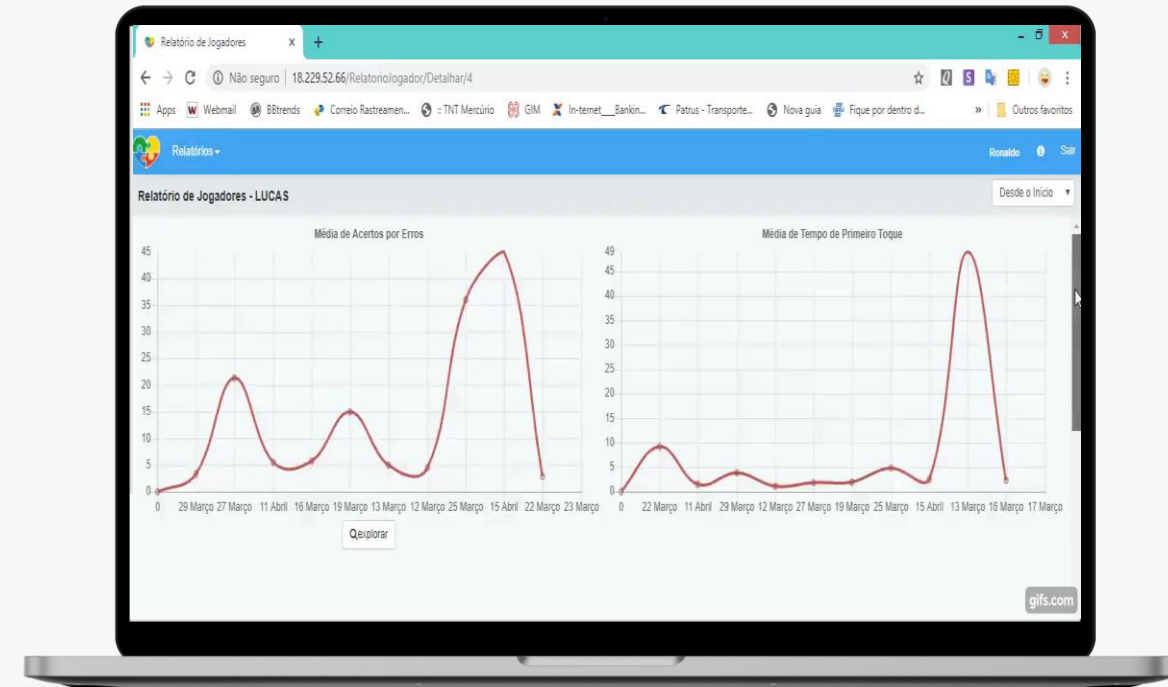 Relatório de Jogadores x +
Não seguro | 18.229.52.66/RelatorioJogador/Detalhar/4
Apps Webmail BBtrends Correio Rastreamen... :: TNT Mercúrio GIM In-ternet__Bankin... Patrus - Transporte... Nova guia Fique por dentro d... » Outros favoritos
Relatórios Ronaldo Sair
Relatório de Jogadores - LUCAS Desde o Início
Média de Acertos por Erros
45
40
35
30
25
20
15
10
5
0
0 29 Março 27 Março 11 Abril 16 Março 19 Março 13 Março 12 Março 25 Março 15 Abril 22 Março 23 Março
explorar
Média de Tempo de Primeiro Toque
49
45
40
35
30
25
20
15
10
5
0
0 22 Março 11 Abril 29 Março 12 Março 27 Março 19 Março 25 Março 15 Abril 13 Março 16 Março 17 Março
gifs.com